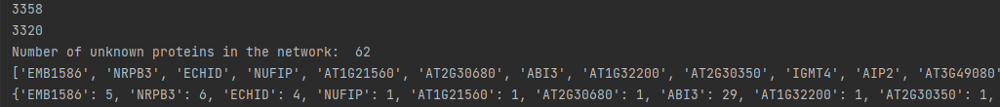 3358
3320
Number of unknown proteins in the network:  62
['EMB1586', 'NRPB3', 'ECHID', 'NUFIP', 'AT1G21560', 'AT2G30680', 'ABI3', 'AT1G32200', 'AT2G30350', 'IGMT4', 'AIP2', 'AT3G49080'
{'EMB1586': 5, 'NRPB3': 6, 'ECHID': 4, 'NUFIP': 1, 'AT1G21560': 1, 'AT2G30680': 1, 'ABI3': 29, 'AT1G32200': 1, 'AT2G30350': 1,